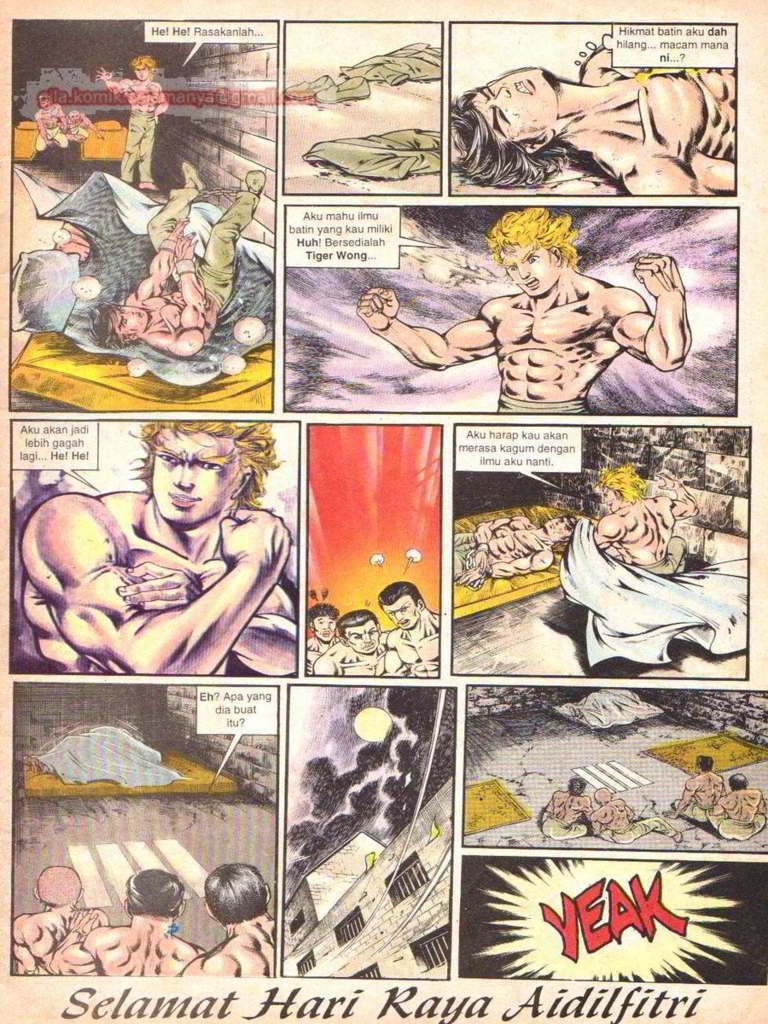 He! He! Rasakanlah...
Hikmat batin aku dah
hilang... macam mana
ni...?
Aku mahu ilmu
batin yang kau miliki
Huh! Bersedialah
Tiger Wong...
Aku akan jadi
lebih gagah
lagi... He! He!
Aku harap kau akan
merasa kagum dengan
ilmu aku nanti.
Eh? Apa yang
dia buat
itu?
YEAK
Selamat Hari Raya Aidilfitri